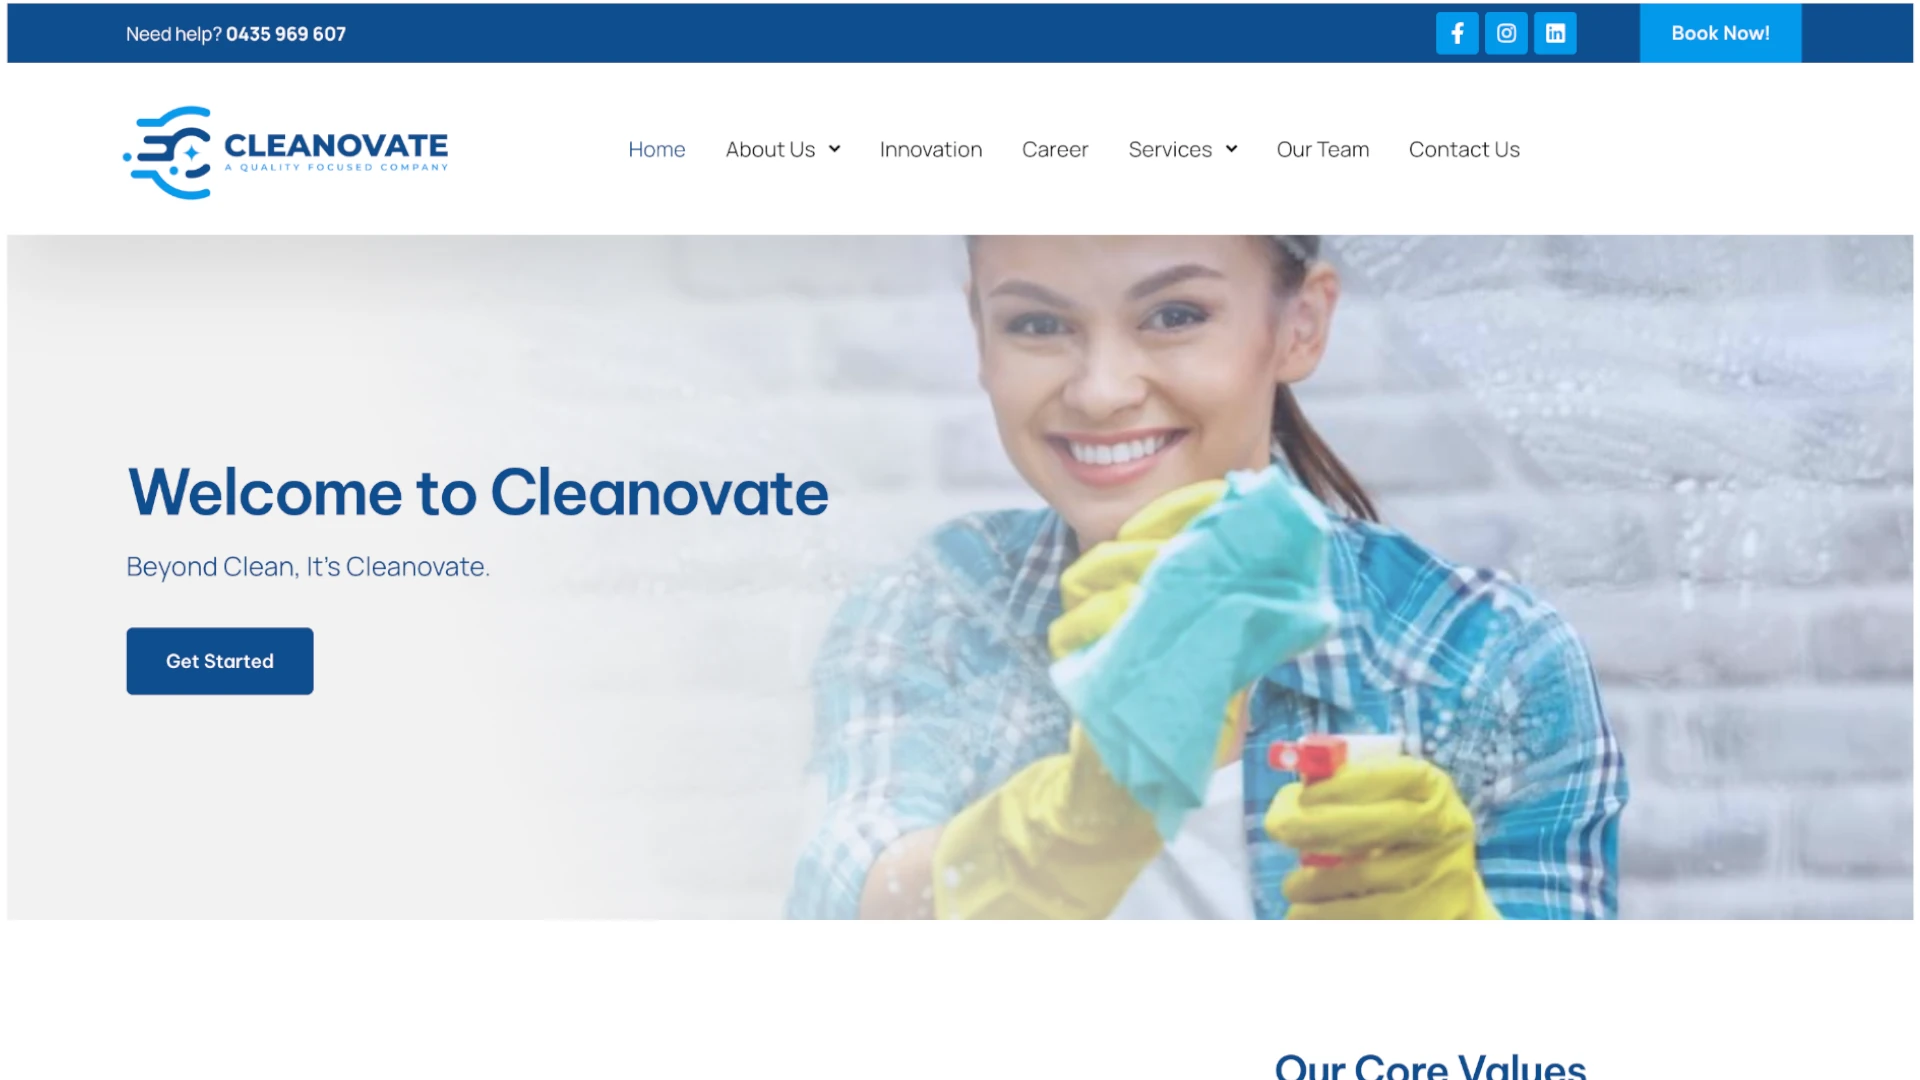 Need help? 0435 969 607
Book Now!
CLEANOVATE
A QUALITY FOCUSED COMPANY
Home
About Us
Innovation
Career
Services
Our Team
Contact Us
Welcome to Cleanovate
Beyond Clean, It's Cleanovate.
Get Started
Our Core Values